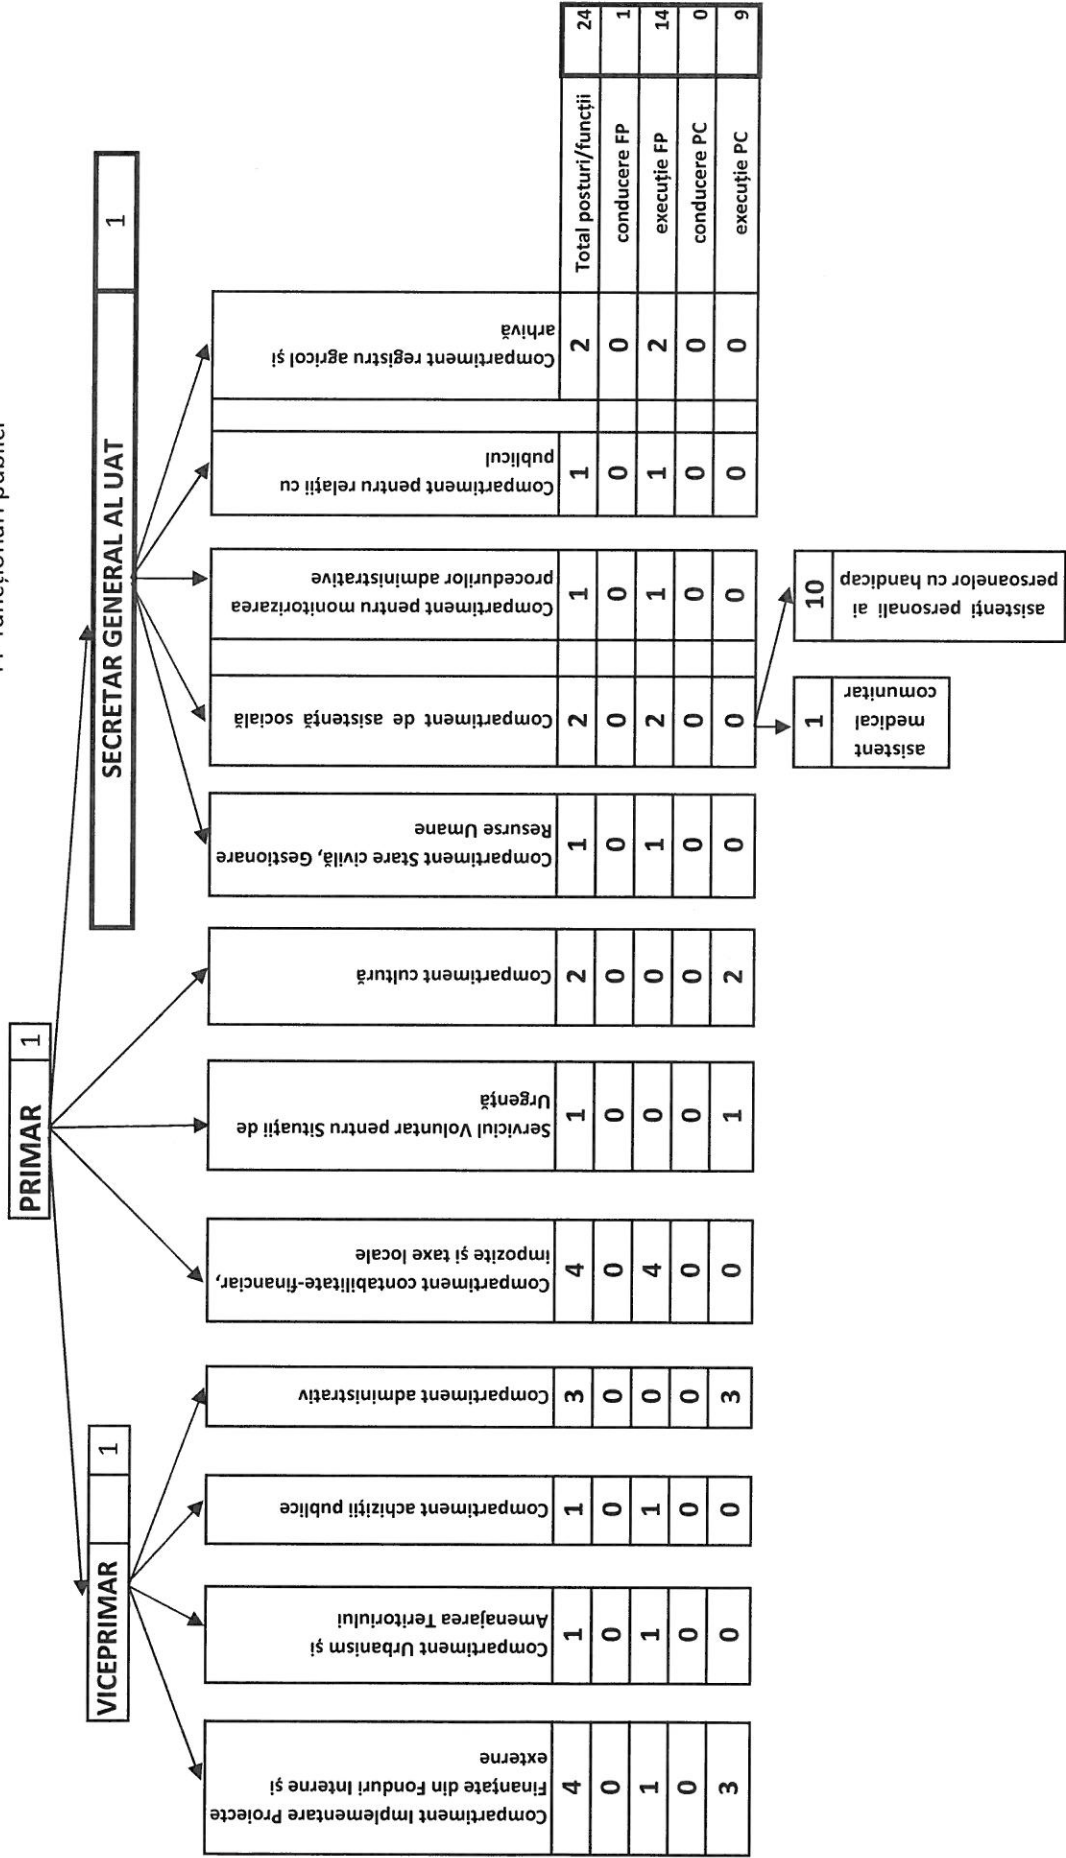 PRIMAR 1
VICEPRIMAR 1
SECRETAR GENERAL AL UAT 1
Compartiment Implementare Proiecte
Finanțate din Fonduri Interne și
externe
4
0
1
0
3
Compartiment Urbanism și
Amenajarea Teritoriului
1
0
1
0
0
Compartiment achiziții publice
1
0
1
0
0
Compartiment administrativ
3
0
0
0
3
Compartiment contabilitate-financiar,
impozite și taxe locale
4
0
4
0
0
Serviciul Voluntar pentru Situații de
Urgență
1
0
0
0
1
Compartiment cultură
2
0
0
0
2
Compartiment Stare civilă, Gestionare
Resurse Umane
1
0
1
0
0
Compartiment de asistență socială
2
0
2
0
0
Compartiment pentru monitorizarea
procedurilor administrative
1
0
1
0
0
Compartiment pentru relații cu
publicul
1
0
1
0
0
Compartiment registru agricol și
arhivă
2
0
2
0
0
Total posturi/funcții 24
conducere FP 1
execuție FP 14
conducere PC 0
execuție PC 9
1
asistent
medical
comunitar
10
asistenți personali ai
persoanelor cu handicap